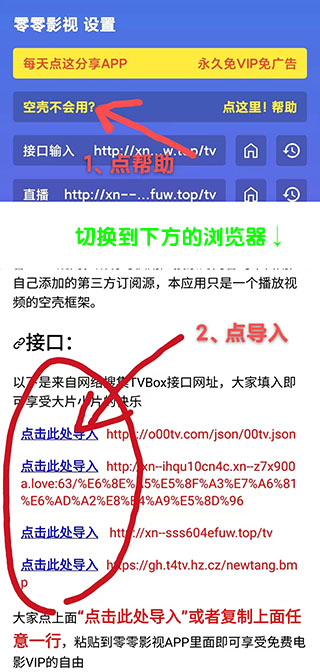 零零影视 设置
每天点这分享APP 永久免VIP免广告
空壳不会用? 点这里! 帮助
接口输入 http://xn-...w.top/tv
1、点帮助
直播 http://xn--...fuw.top/tv
切换到下方的浏览器↓
自己添加的第三方订阅源，本应用只是一个播放视
频的空壳框架。
2、点导入
接口：
以下是来自网络搜集TVBox接口网址，大家填入即
可享受大片小片的快乐
点击此处导入 http://o00tv.com/json/00tv.json
点击此处导入 http://xn--ihqu10cn4c.xn--z7x900
a.love:63/%E6%8E%A5%E5%8F%A3%E7%A6%81
%E6%AD%A2%E8%B4%A9%E5%8D%96
点击此处导入 http://xn--sss604efuw.top/tv
点击此处导入 https://gh.t4tv.hz.cz/newtang.bm
p
大家点上面“点击此处导入”或者复制上面任
意一行，粘贴到零零影视APP里面即可享受免费电
影VIP的自由